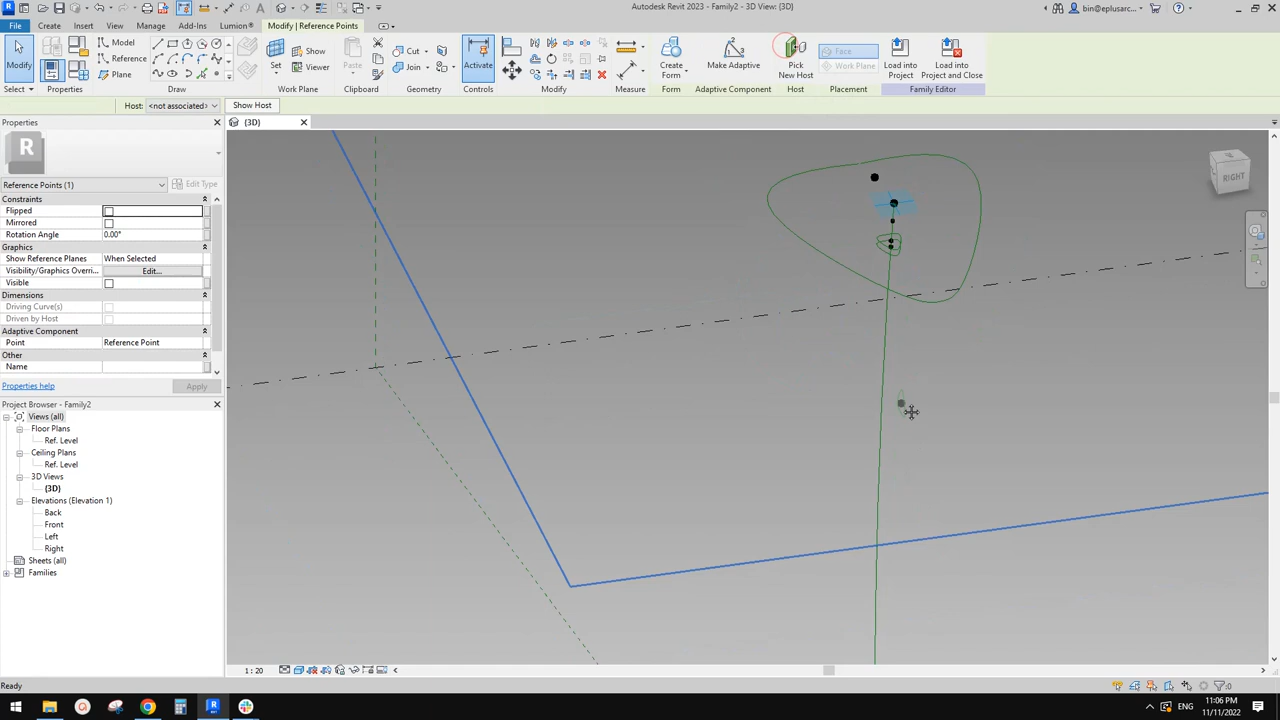 Autodesk Revit 2023 - Family2 - 3D View: {3D}
bin@eplusarc...
File Create Insert View Manage Add-Ins Lumion® Modify | Reference Points
Modify
Model
Reference
Plane
Set
Show
Viewer
Paste
Cut
Join
Activate
Create
Form
Make Adaptive
Pick
New Host
Face
Work Plane
Load into
Project
Load into
Project and Close
Select Properties Draw Work Plane Clipboard Geometry Controls Modify Measure Form Adaptive Component Host Placement Family Editor
Host: <not associated> Show Host
Properties
{3D}
R
Reference Points (1)
Edit Type
Constraints
Flipped
Mirrored
Rotation Angle 0.00°
Graphics
Show Reference Planes When Selected
Visibility/Graphics Overri... Edit...
Visible
Dimensions
Driving Curve(s)
Driven by Host
Adaptive Component
Point Reference Point
Other
Name
Properties help Apply
Project Browser - Family2
Views (all)
Floor Plans
Ref. Level
Ceiling Plans
Ref. Level
3D Views
{3D}
Elevations (Elevation 1)
Back
Front
Left
Right
Sheets (all)
Families
RIGHT
1 : 20
Ready
:0
ENG
11:06 PM
11/11/2022